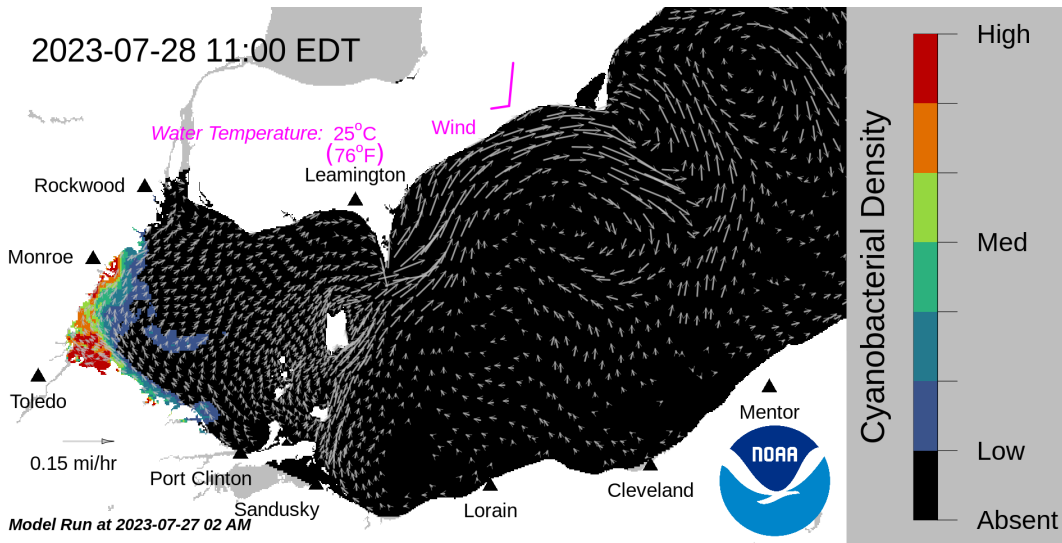 2023-07-28 11:00 EDT
Water Temperature: 25°C
(76°F)
Wind
Leamington
Rockwood
Monroe
Toledo
0.15 mi/hr
Port Clinton
Sandusky
Lorain
Cleveland
Mentor
NOAA
Model Run at 2023-07-27 02 AM
Cyanobacterial Density
High
Med
Low
Absent